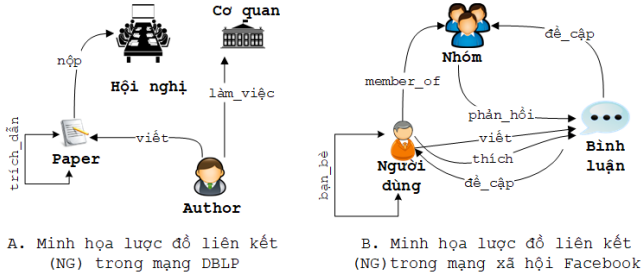 Cơ quan
nộp
Hội nghị
làm_việc
trích_dẫn
viết
Paper
Author
A. Minh họa lược đồ liên kết
(NG) trong mạng DBLP
đề_cập
Nhóm
member_of
phản_hồi
viết
thích
Bình
luận
Người
dùng
bạn_bè
đề_cập
B. Minh họa lược đồ liên kết
(NG)trong mạng xã hội Facebook